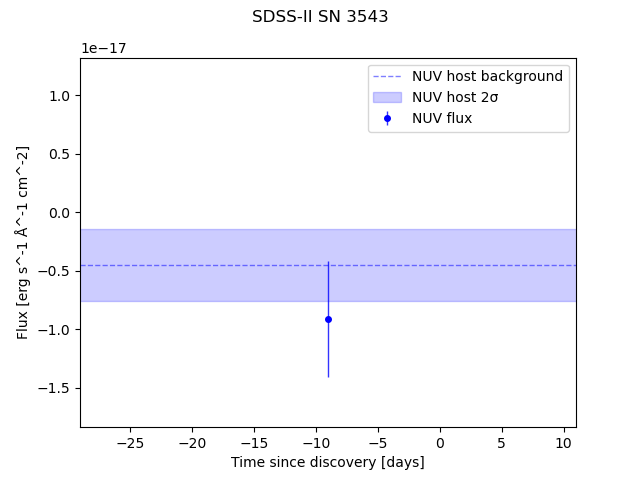 SDSS-II SN 3543
1e−17
NUV host background
NUV host 2σ
NUV flux
1.0
0.5
0.0
−0.5
−1.0
−1.5
Flux [erg s^-1 Å^-1 cm^-2]
−25 −20 −15 −10 −5 0 5 10
Time since discovery [days]